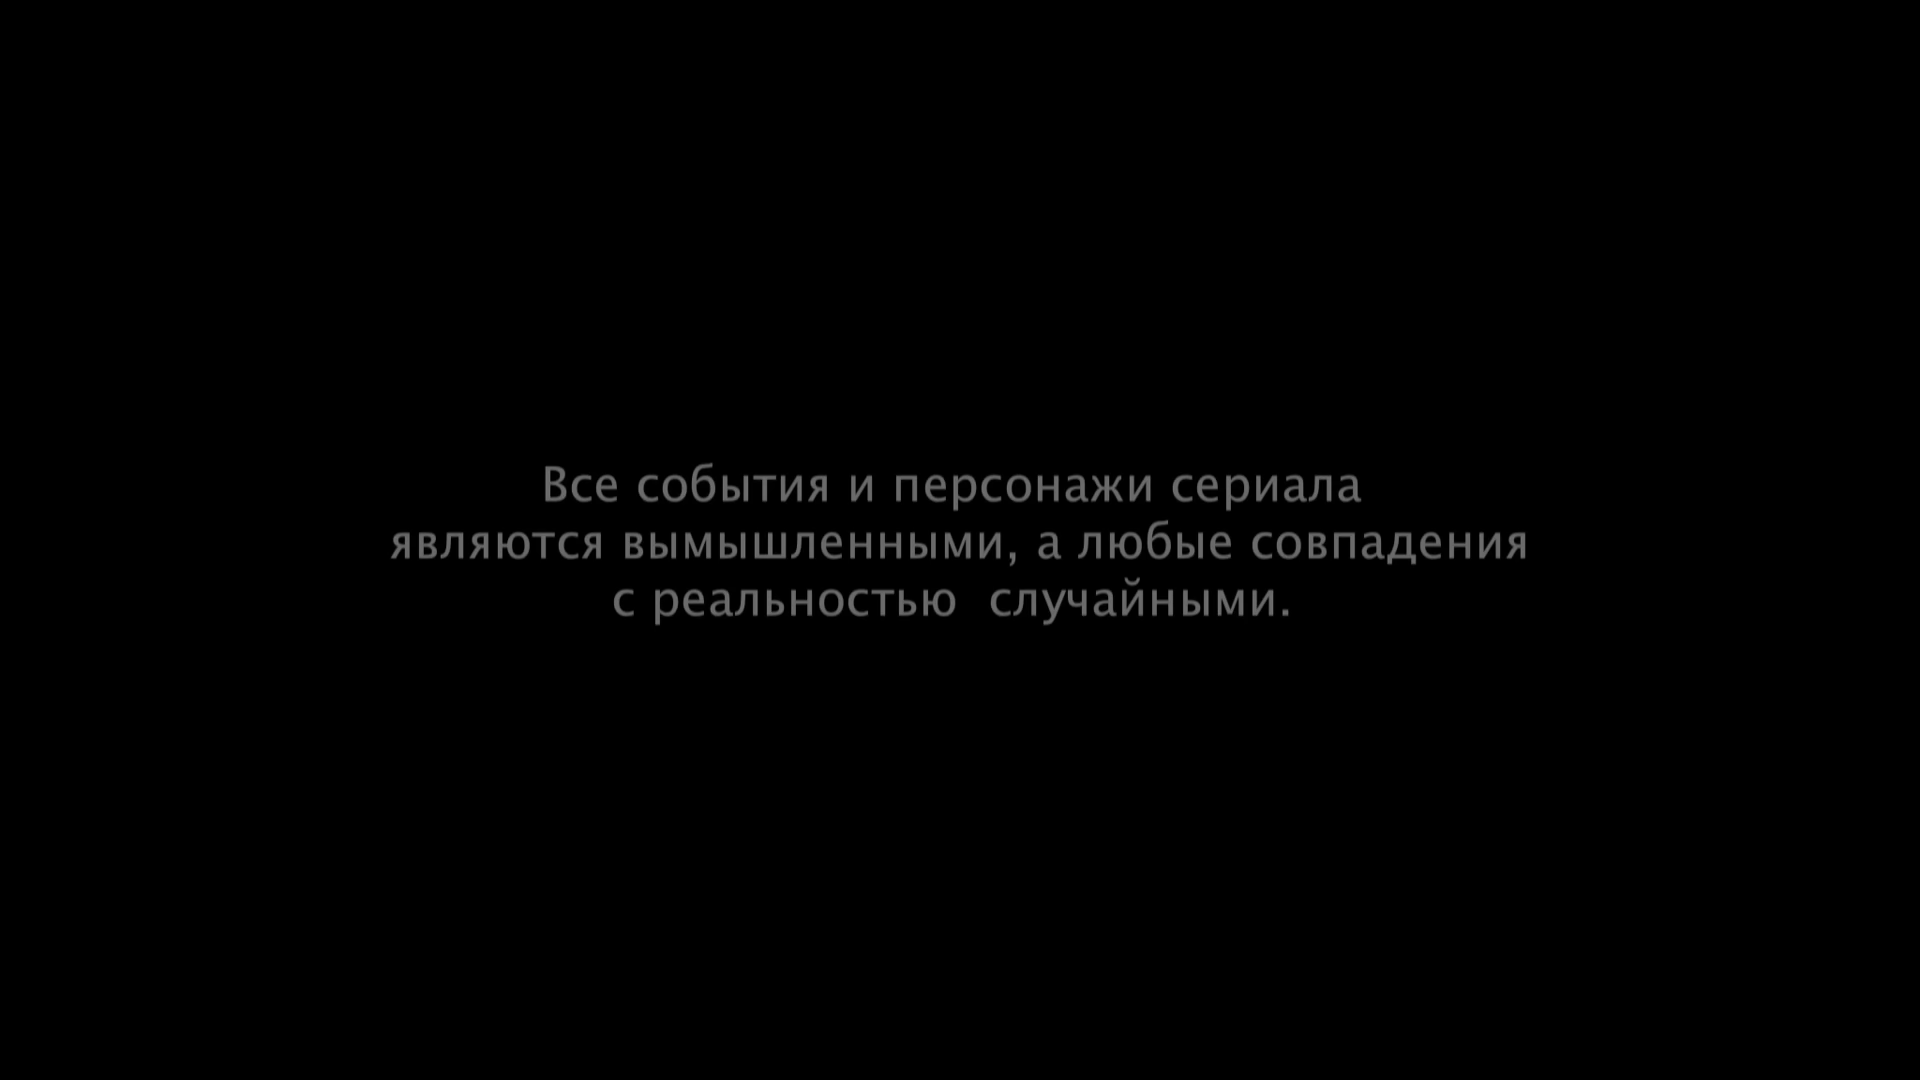 Все события и персонажи сериала
являются вымышленными, а любые совпадения
с реальностью  случайными.